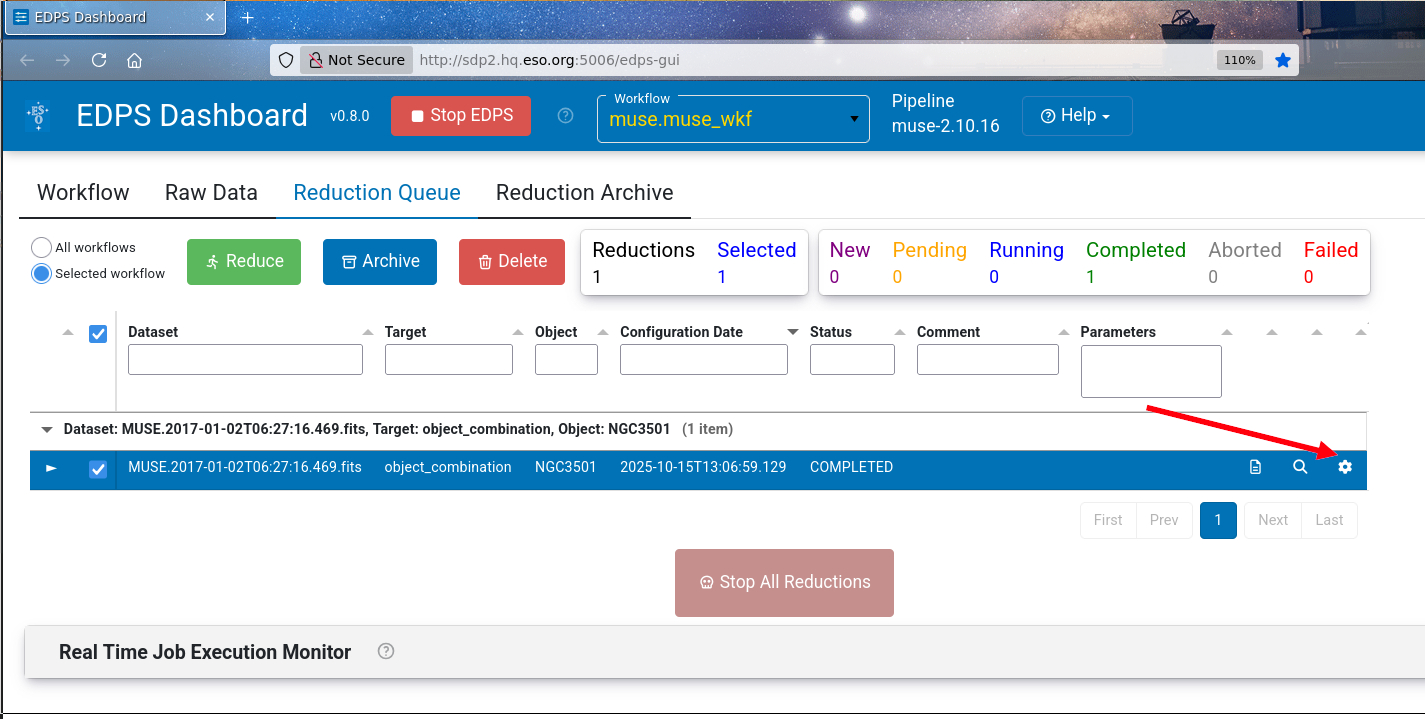 EDPS Dashboard
Not Secure http://sdp2.hq.eso.org:5006/edps-gui 110%
ESO EDPS Dashboard v0.8.0 Stop EDPS Workflow muse.muse_wkf Pipeline muse-2.10.16 Help
Workflow Raw Data Reduction Queue Reduction Archive
All workflows
Selected workflow
Reduce Archive Delete
Reductions Selected New Pending Running Completed Aborted Failed
1 1 0 0 0 1 0 0
Dataset Target Object Configuration Date Status Comment Parameters
Dataset: MUSE.2017-01-02T06:27:16.469.fits, Target: object_combination, Object: NGC3501 (1 item)
MUSE.2017-01-02T06:27:16.469.fits object_combination NGC3501 2025-10-15T13:06:59.129 COMPLETED
First Prev 1 Next Last
Stop All Reductions
Real Time Job Execution Monitor